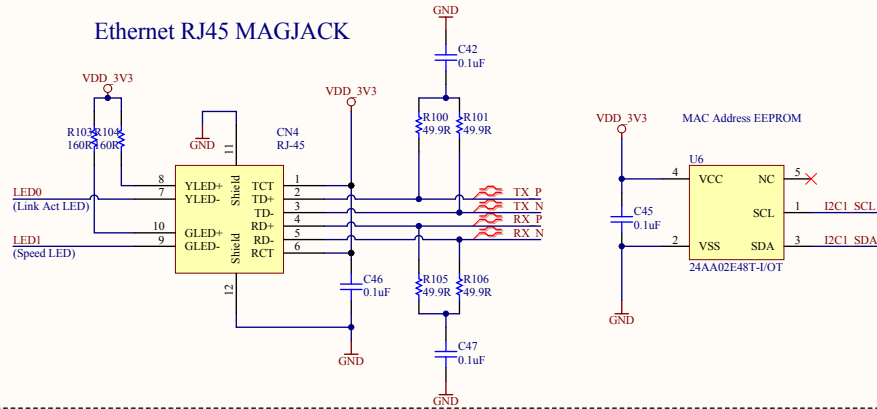 Ethernet RJ45 MAGJACK
GND
C42
0.1uF
VDD_3V3
R103
160R
R104
160R
GND
11
CN4
RJ-45
VDD_3V3
R100
49.9R
R101
49.9R
LED0
(Link Act LED)
8
7
YLED+
YLED-
Shield
TCT
TD+
TD-
1
2
3
TX_P
TX_N
LED1
(Speed LED)
10
9
GLED+
GLED-
Shield
RD+
RD-
RCT
4
5
6
RX_P
RX_N
12
C46
0.1uF
GND
R105
49.9R
R106
49.9R
C47
0.1uF
GND
MAC Address EEPROM
VDD_3V3
U6
4
VCC
NC
5
C45
0.1uF
SCL
1
I2C1_SCL
2
VSS
SDA
3
I2C1_SDA
24AA02E48T-I/OT
GND